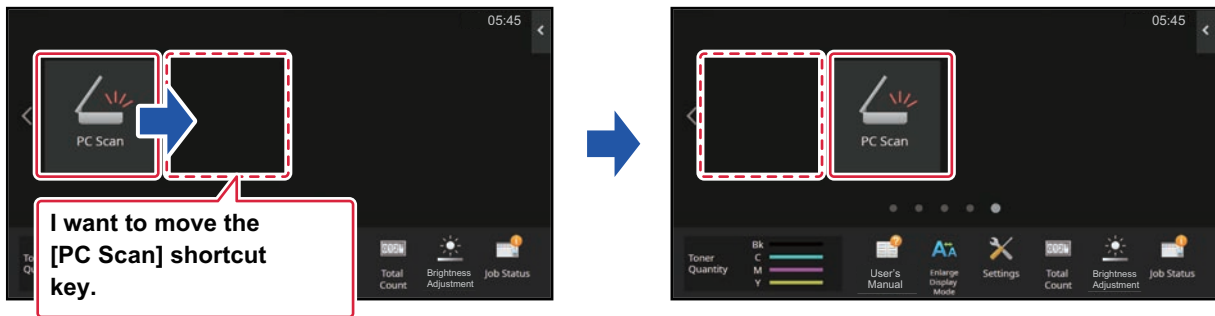 05:45
PC Scan
I want to move the
[PC Scan] shortcut
key.
Total
Count
Brightness
Adjustment
Job Status
05:45
PC Scan
Toner
Quantity
Bk
C
M
Y
User's
Manual
Enlarge
Display
Mode
Settings
Total
Count
Brightness
Adjustment
Job Status